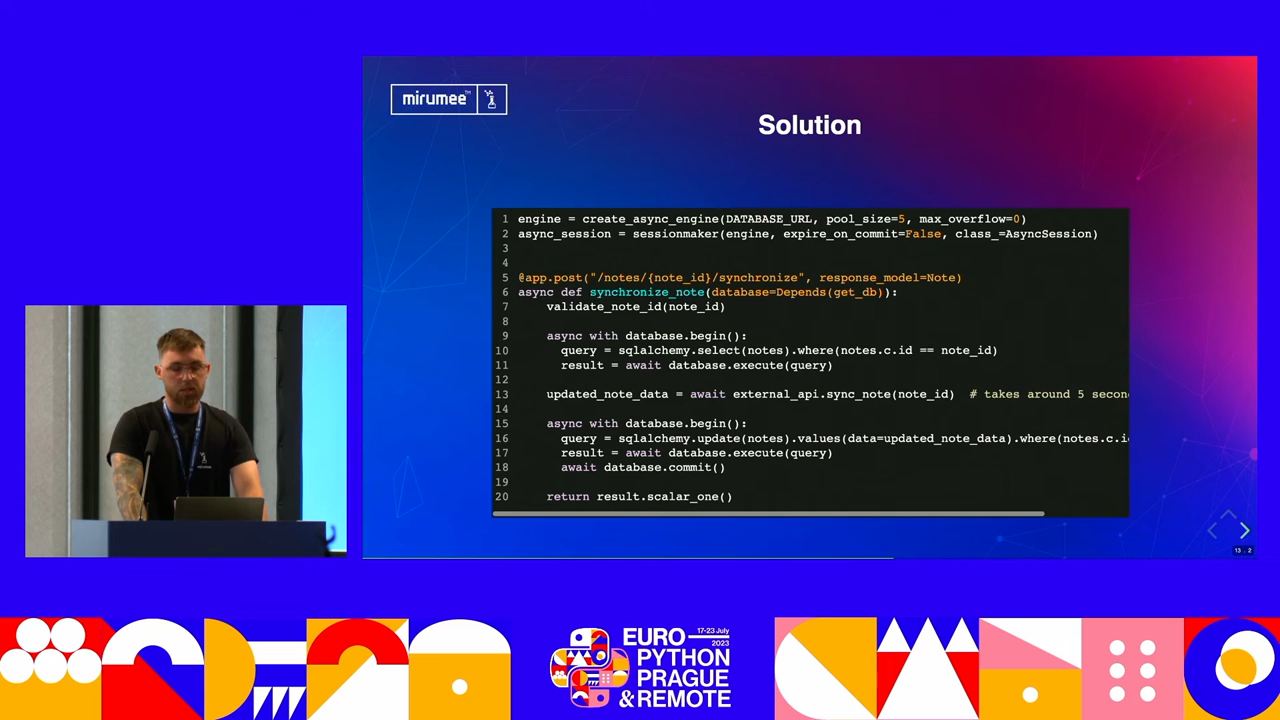 mirumee™
Solution
1 engine = create_async_engine(DATABASE_URL, pool_size=5, max_overflow=0)
2 async_session = sessionmaker(engine, expire_on_commit=False, class_=AsyncSession)
3
4
5 @app.post("/notes/{note_id}/synchronize", response_model=Note)
6 async def synchronize_note(database=Depends(get_db)):
7 validate_note_id(note_id)
8
9 async with database.begin():
10 query = sqlalchemy.select(notes).where(notes.c.id == note_id)
11 result = await database.execute(query)
12
13 updated_note_data = await external_api.sync_note(note_id) # takes around 5 secon
14
15 async with database.begin():
16 query = sqlalchemy.update(notes).values(data=updated_note_data).where(notes.c.i
17 result = await database.execute(query)
18 await database.commit()
19
20 return result.scalar_one()
13.2
17-23 July
2023
EURO
PYTHON
PRAGUE
& REMOTE